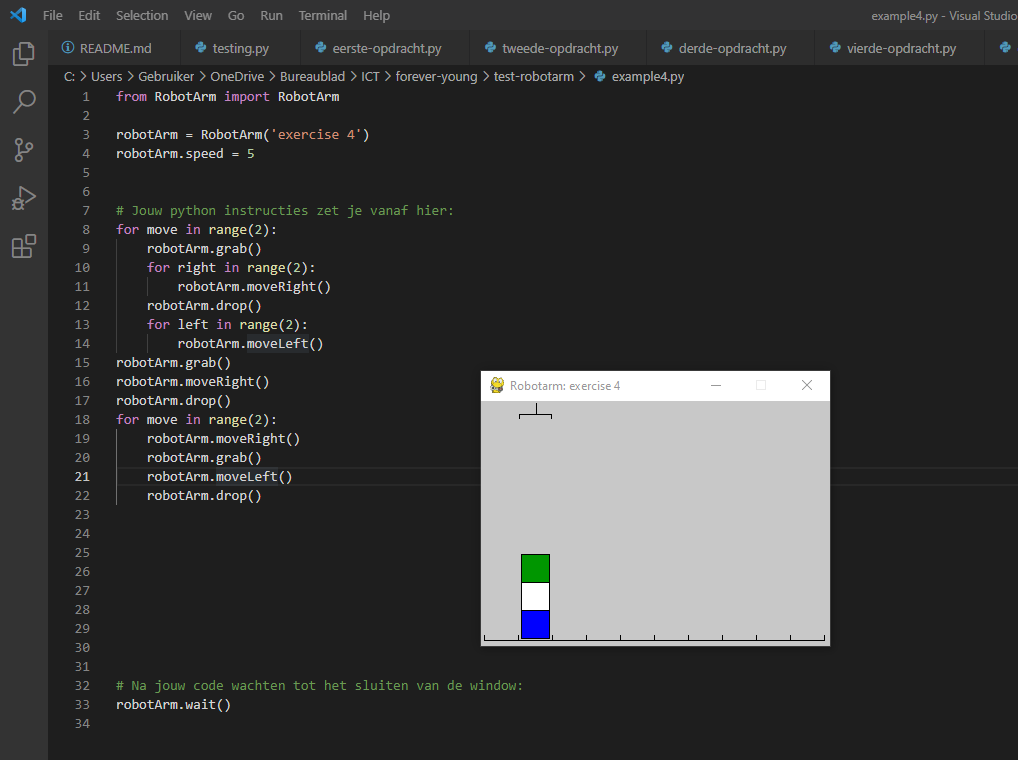 File Edit Selection View Go Run Terminal Help example4.py - Visual Studio
README.md testing.py eerste-opdracht.py tweede-opdracht.py derde-opdracht.py vierde-opdracht.py
C: > Users > Gebruiker > OneDrive > Bureaublad > ICT > forever-young > test-robotarm > example4.py
1 from RobotArm import RobotArm
2
3 robotArm = RobotArm('exercise 4')
4 robotArm.speed = 5
5
6
7 # Jouw python instructies zet je vanaf hier:
8 for move in range(2):
9 robotArm.grab()
10 for right in range(2):
11 robotArm.moveRight()
12 robotArm.drop()
13 for left in range(2):
14 robotArm.moveLeft()
15 robotArm.grab()
16 robotArm.moveRight()
17 robotArm.drop()
18 for move in range(2):
19 robotArm.moveRight()
20 robotArm.grab()
21 robotArm.moveLeft()
22 robotArm.drop()
23
24
25
26
27
28
29
30
31
32 # Na jouw code wachten tot het sluiten van de window:
33 robotArm.wait()
34
Robotarm: exercise 4